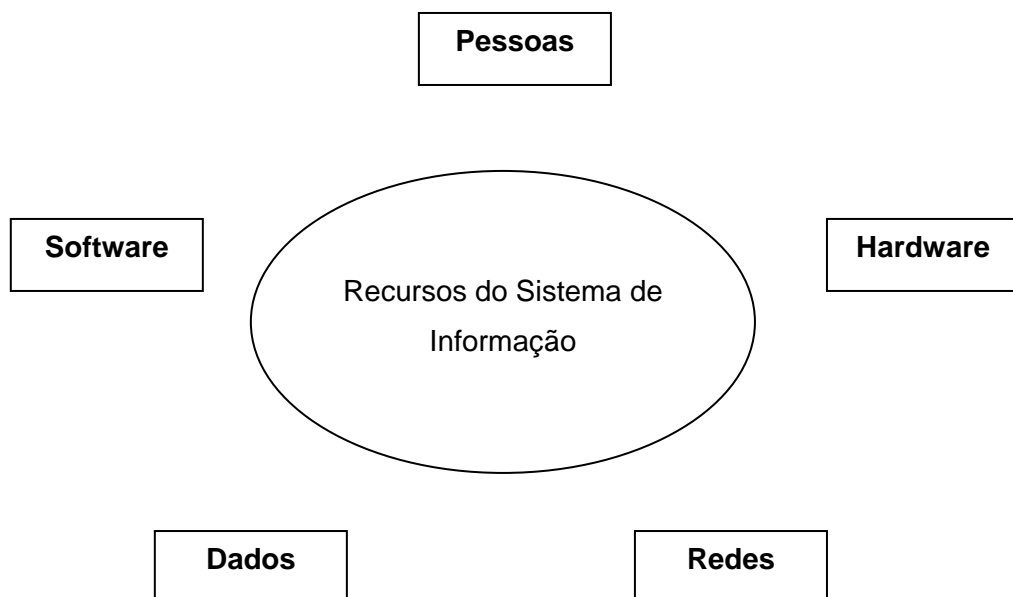 Pessoas
Software
Hardware
Recursos do Sistema de
Informação
Dados
Redes